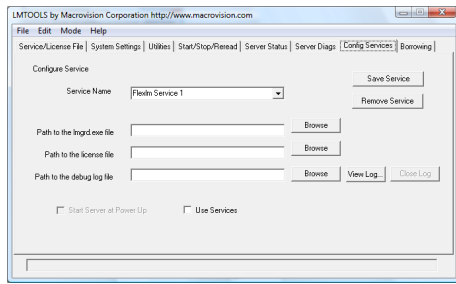 LMTOOLS by Macrovision Corporation http://www.macrovision.com
File Edit Mode Help
Service/License File System Settings Utilities Start/Stop/Reread Server Status Server Diags Config Services Borrowing
Configure Service
Save Service
Service Name Flexlm Service 1
Remove Service
Path to the lmgrd.exe file Browse
Path to the license file Browse
Path to the debug log file Browse View Log... Close Log
Start Server at Power Up Use Services